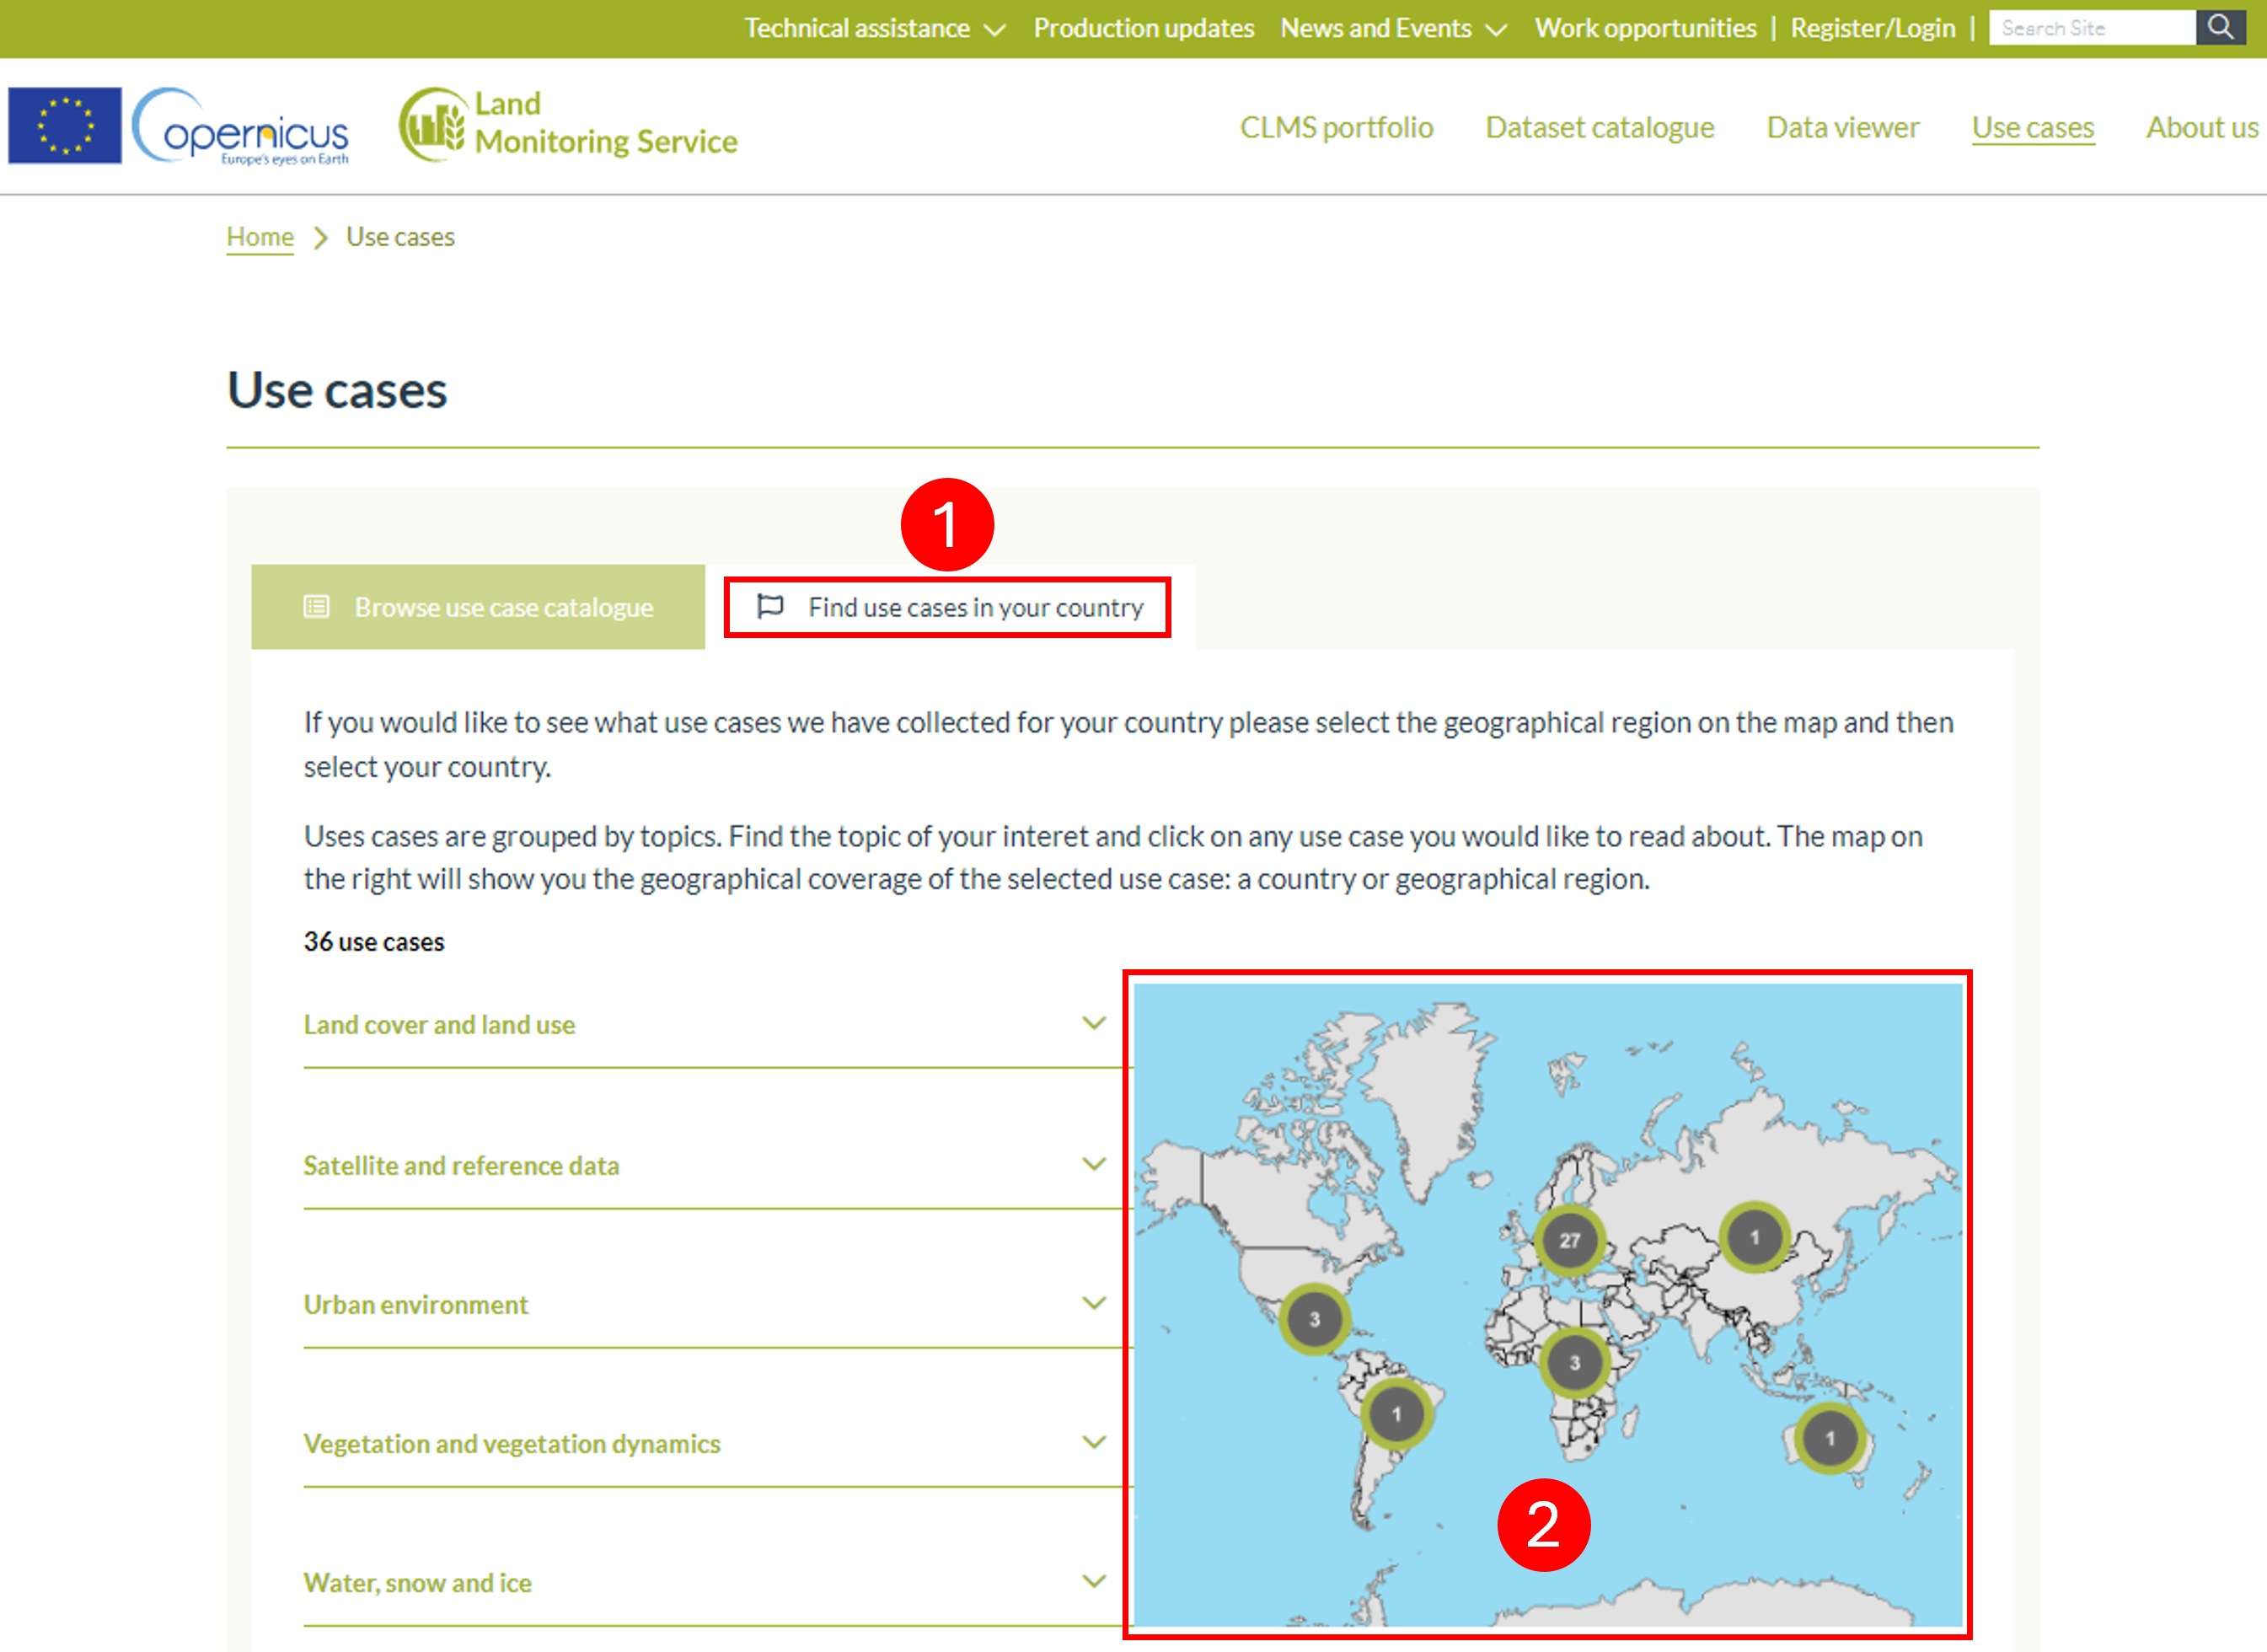 Technical assistance Production updates News and Events Work opportunities | Register/Login | Search Site
Copernicus
Europe's eyes on Earth
Land
Monitoring Service
CLMS portfolio Dataset catalogue Data viewer Use cases About us
Home Use cases
Use cases
1
Browse use case catalogue Find use cases in your country
If you would like to see what use cases we have collected for your country please select the geographical region on the map and then
select your country.
Uses cases are grouped by topics. Find the topic of your interet and click on any use case you would like to read about. The map on
the right will show you the geographical coverage of the selected use case: a country or geographical region.
36 use cases
Land cover and land use
Satellite and reference data
Urban environment
Vegetation and vegetation dynamics
Water, snow and ice
27
1
3
3
1
1
2